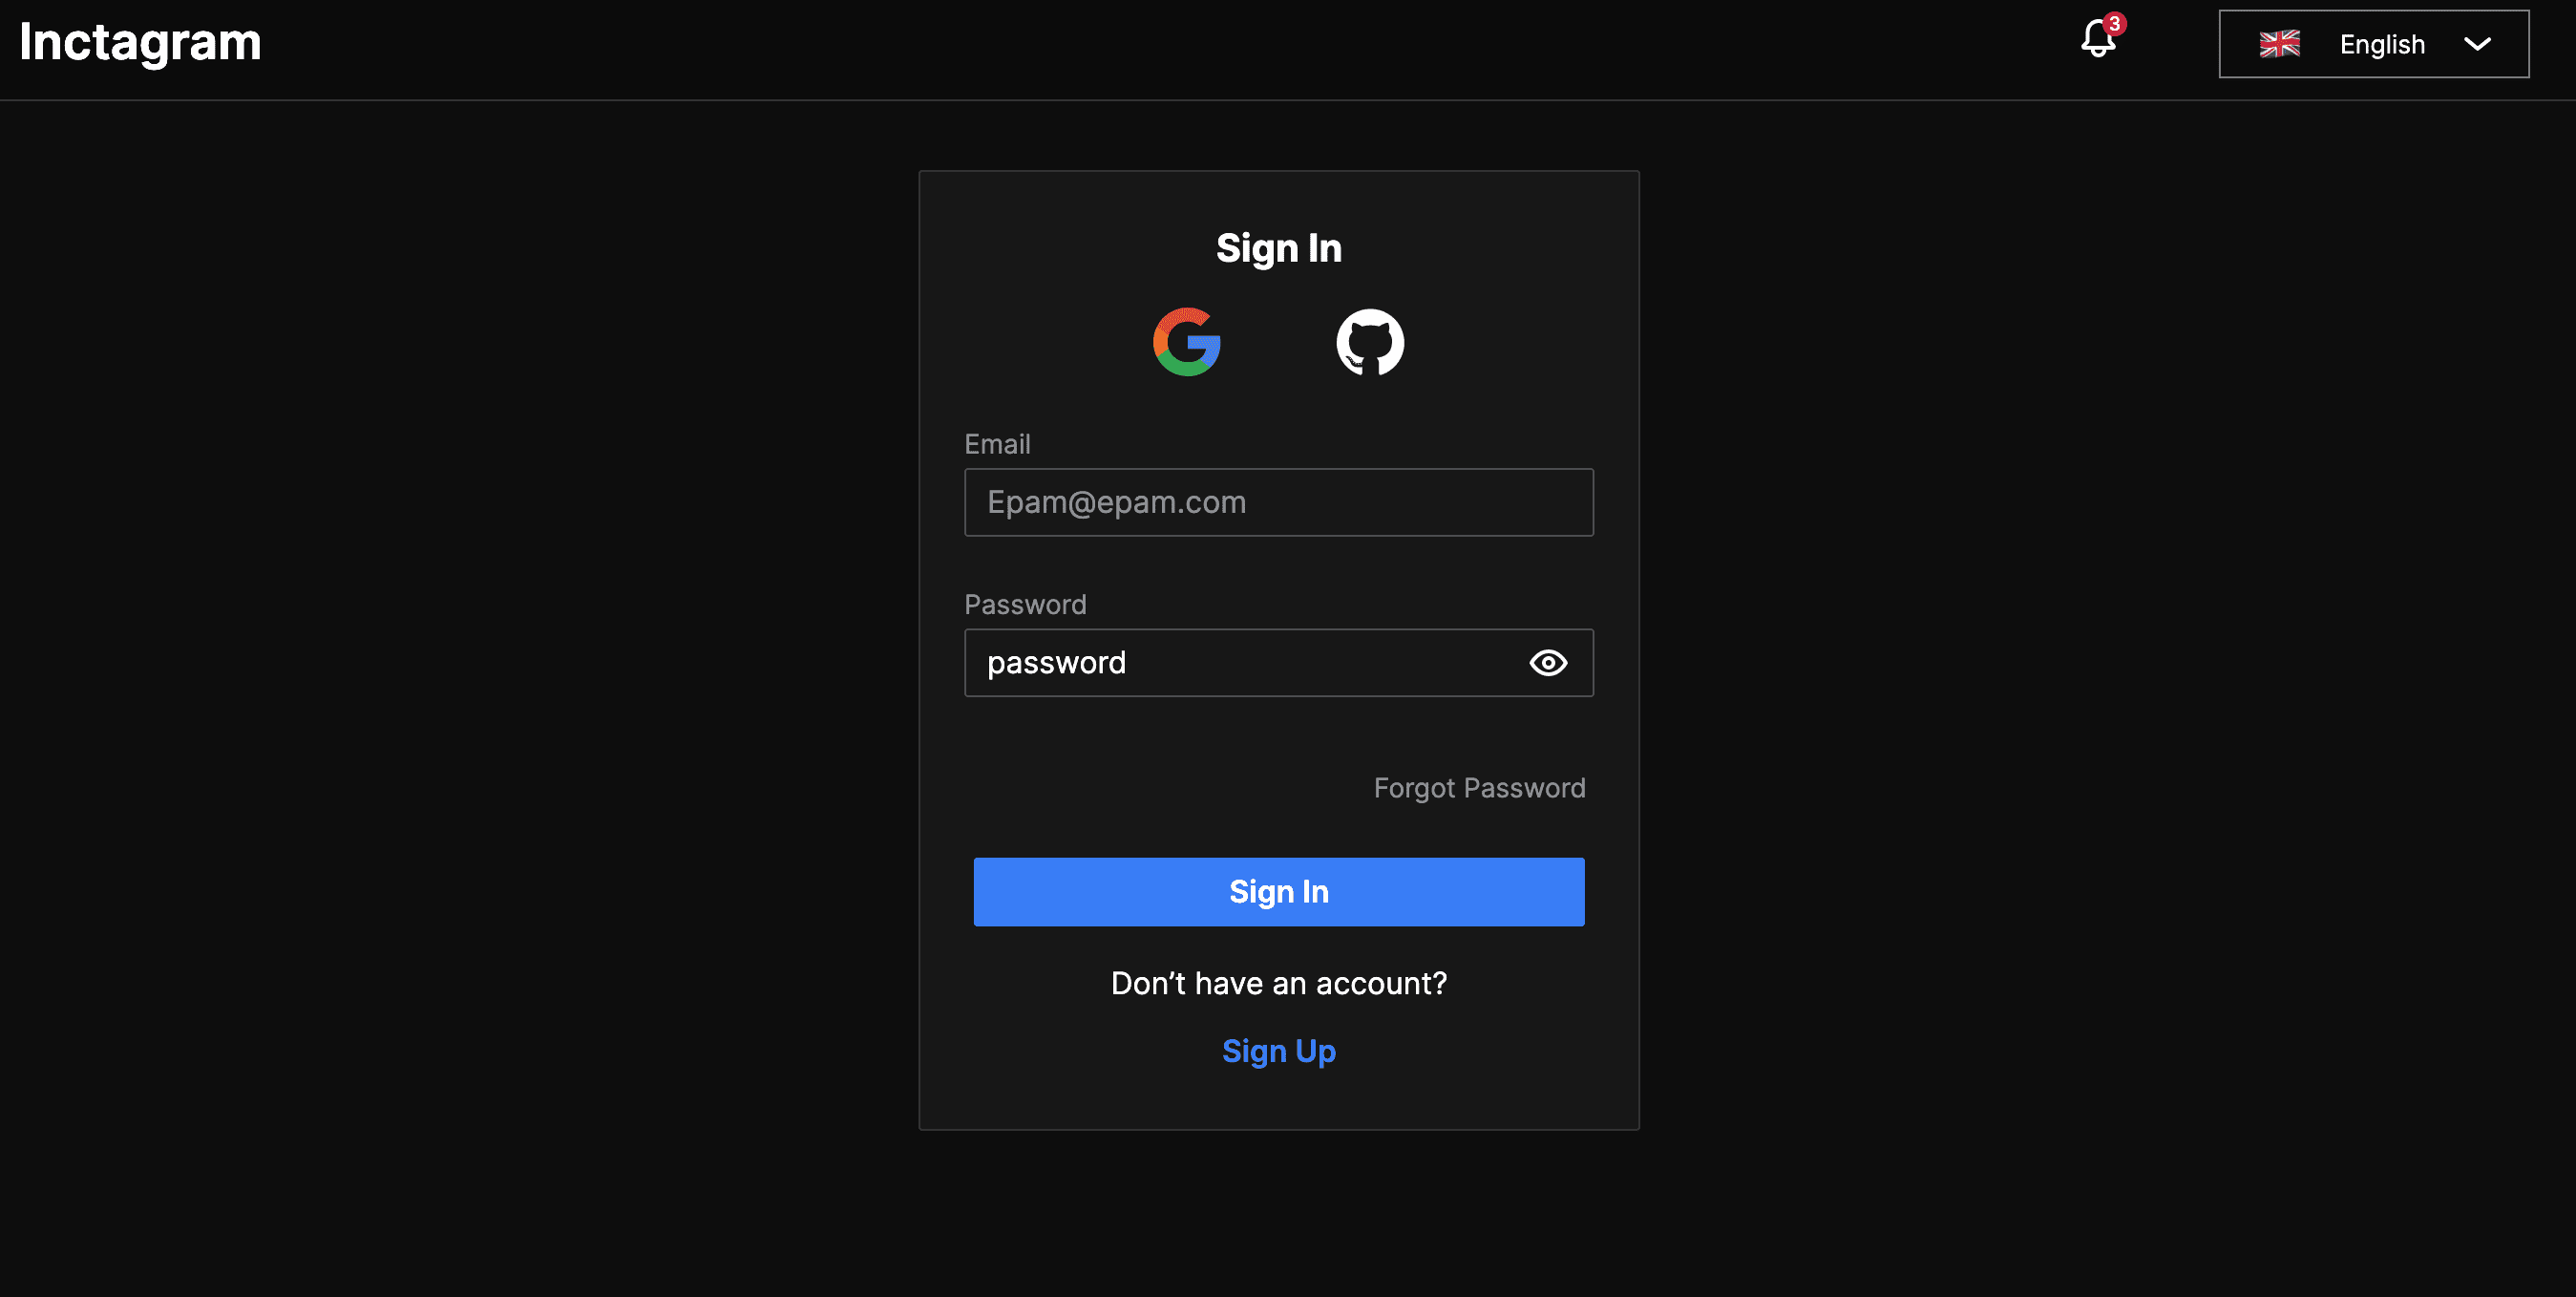 Inctagram
3
English
Sign In
Email
Epam@epam.com
Password
password
Forgot Password
Sign In
Don’t have an account?
Sign Up